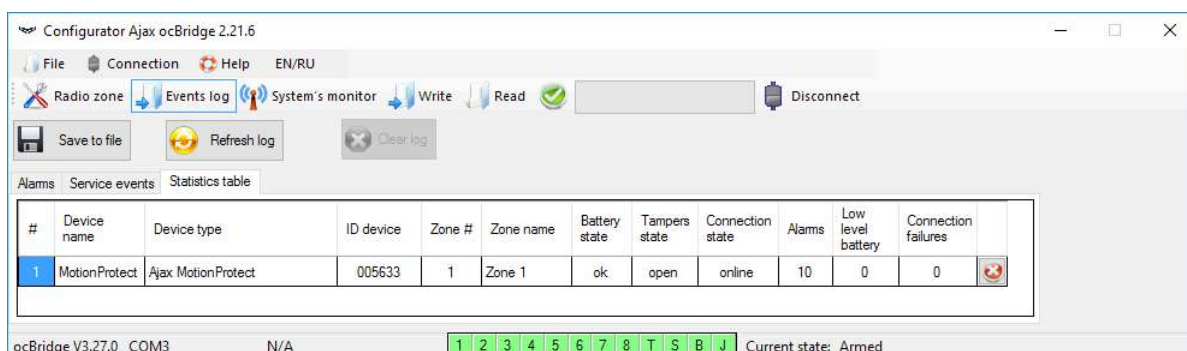 Configurator Ajax ocBridge 2.21.6
File Connection Help EN/RU
Radio zone Events log System's monitor Write Read Disconnect
Save to file Refresh log Clear log
Alarms Service events Statistics table
# Device name Device type ID device Zone # Zone name Battery state Tampers state Connection state Alarms Low level battery Connection failures
1 MotionProtect Ajax MotionProtect 005633 1 Zone 1 ok open online 10 0 0
ocBridge V3.27.0 COM3 N/A 1 2 3 4 5 6 7 8 T S B J Current state: Armed